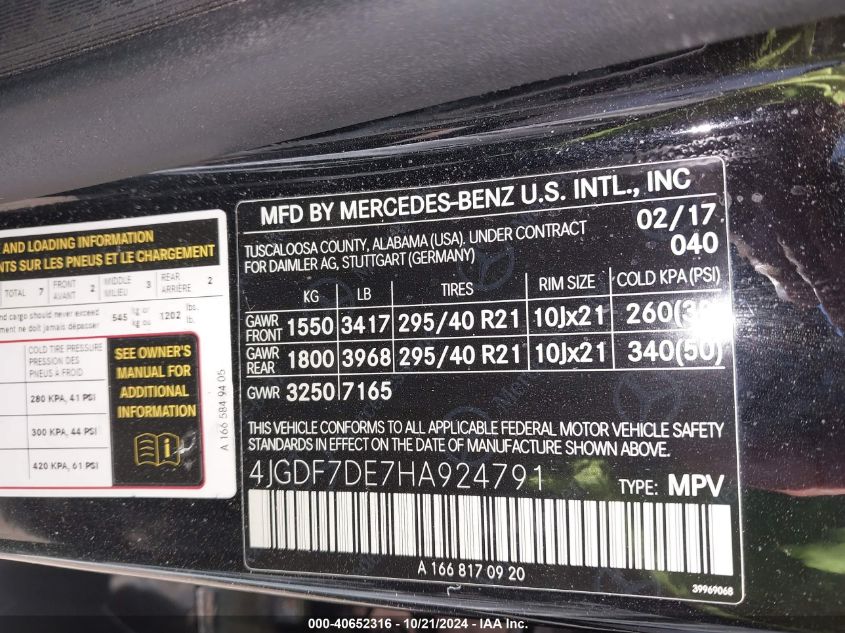 E AND LOADING INFORMATION
NTS SUR LES PNEUS ET LE CHARGEMENT
TOTAL 7 FRONT AVANT 2 MIDDLE MILIEU 3 REAR ARRIÈRE 2
nd cargo should never exceed
ment ne doit jamais dépasser
545 kg or kg ou 1202 lbs. lb.
COLD TIRE PRESSURE
PRESSION DES
PNEUS À FROID
280 KPA, 41 PSI
300 KPA, 44 PSI
420 KPA, 61 PSI
SEE OWNER'S
MANUAL FOR
ADDITIONAL
INFORMATION
A 166 584 94 05
MFD BY MERCEDES-BENZ U.S. INTL., INC
TUSCALOOSA COUNTY, ALABAMA (USA). UNDER CONTRACT
FOR DAIMLER AG, STUTTGART (GERMANY)
02/17
040
KG LB TIRES RIM SIZE COLD KPA (PSI)
GAWR FRONT 1550 3417 295/40 R21 10Jx21 260(3
GAWR REAR 1800 3968 295/40 R21 10Jx21 340(50)
GVWR 3250 7165
THIS VEHICLE CONFORMS TO ALL APPLICABLE FEDERAL MOTOR VEHICLE SAFETY
STANDARDS IN EFFECT ON THE DATE OF MANUFACTURE SHOWN ABOVE.
4JGDF7DE7HA924791 TYPE: MPV
A 166 817 09 20
39969068
000-40652316 - 10/21/2024 - IAA, Inc.